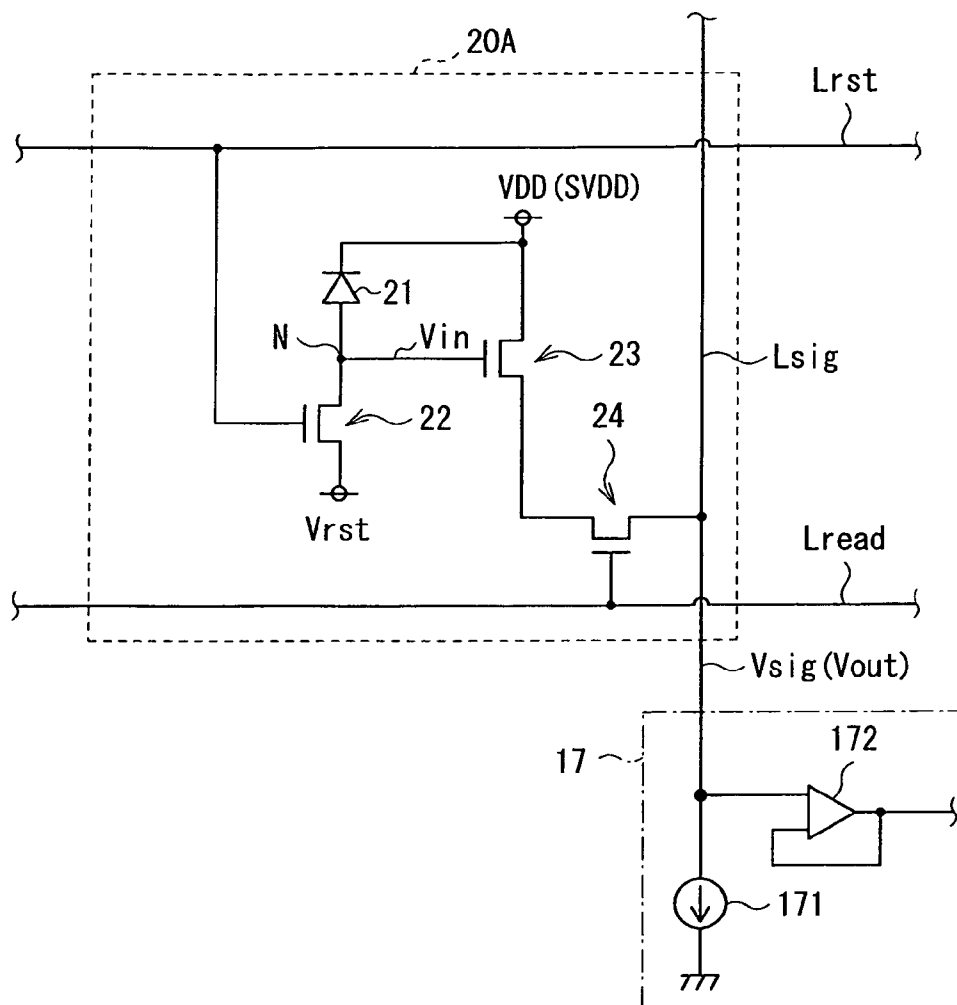 20A
Lrst
VDD(SVDD)
21
N
Vin
23
Lsig
22
24
Vrst
Lread
Vsig(Vout)
17
172
171